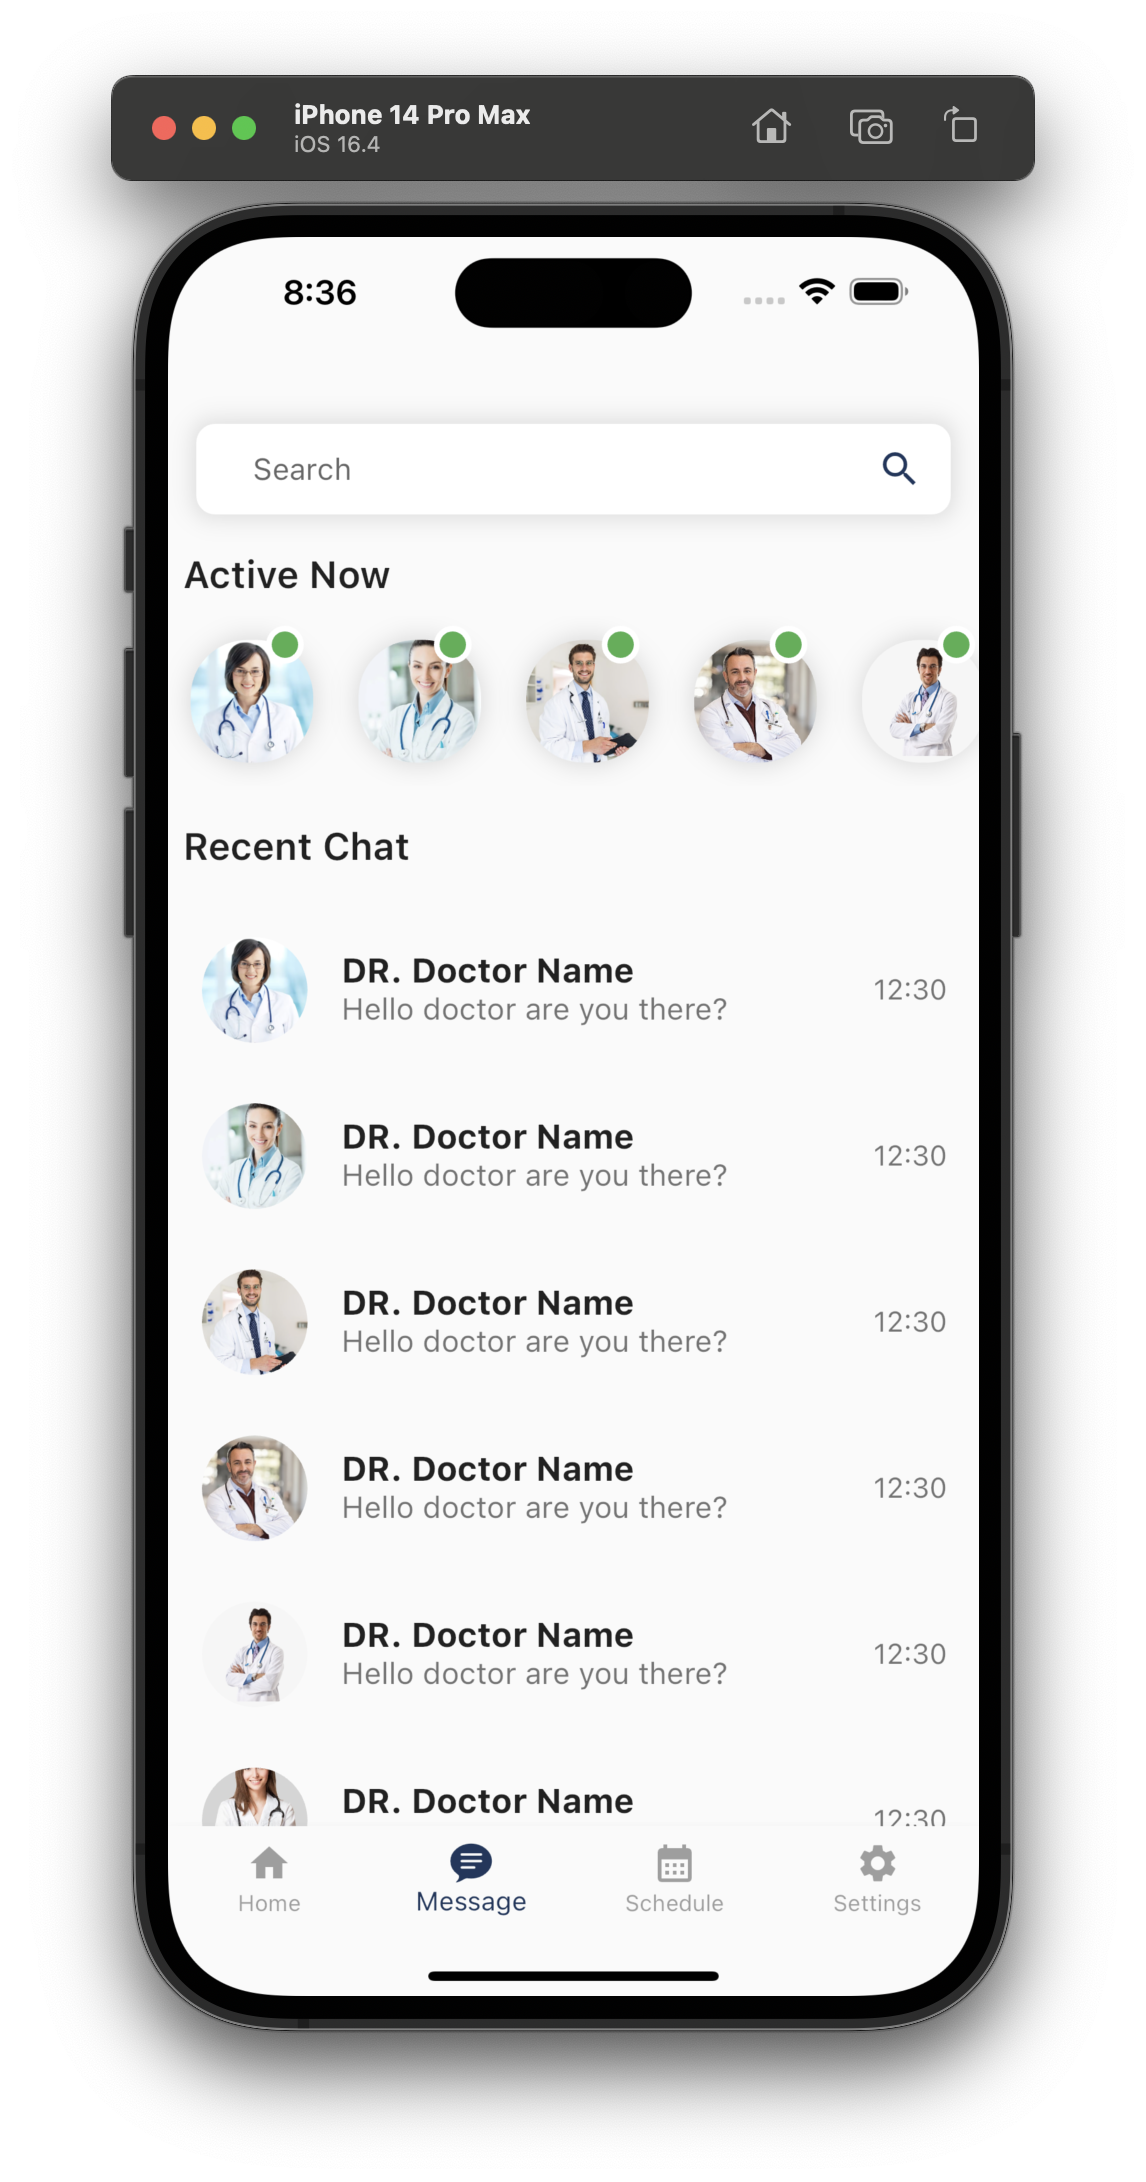 iPhone 14 Pro Max
iOS 16.4
8:36
Search
Active Now
Recent Chat
DR. Doctor Name
Hello doctor are you there?
12:30
DR. Doctor Name
Hello doctor are you there?
12:30
DR. Doctor Name
Hello doctor are you there?
12:30
DR. Doctor Name
Hello doctor are you there?
12:30
DR. Doctor Name
Hello doctor are you there?
12:30
DR. Doctor Name
12:30
Home
Message
Schedule
Settings